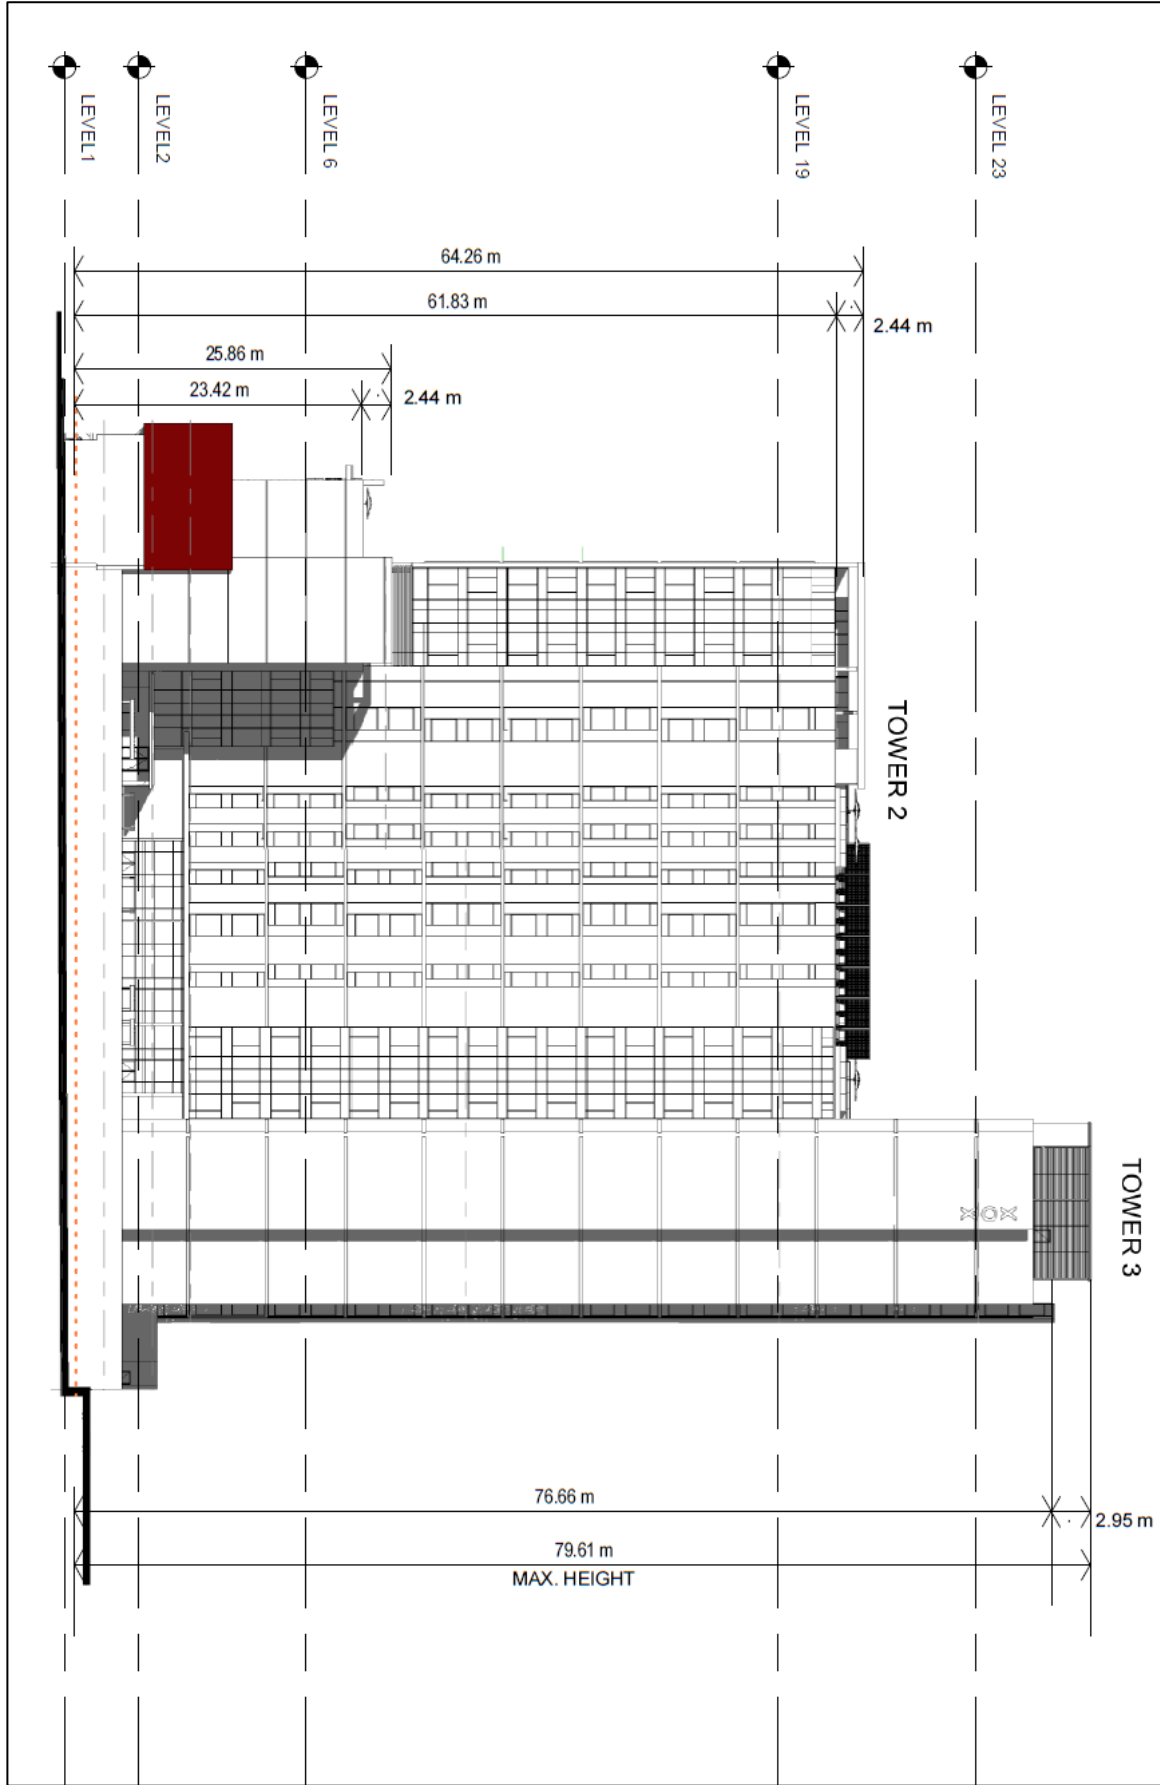 LEVEL1
LEVEL2
LEVEL 6
LEVEL 19
LEVEL 23
64.26 m
61.83 m
2.44 m
25.86 m
23.42 m
2.44 m
TOWER 2
TOWER 3
XOX
76.66 m
2.95 m
79.61 m
MAX. HEIGHT